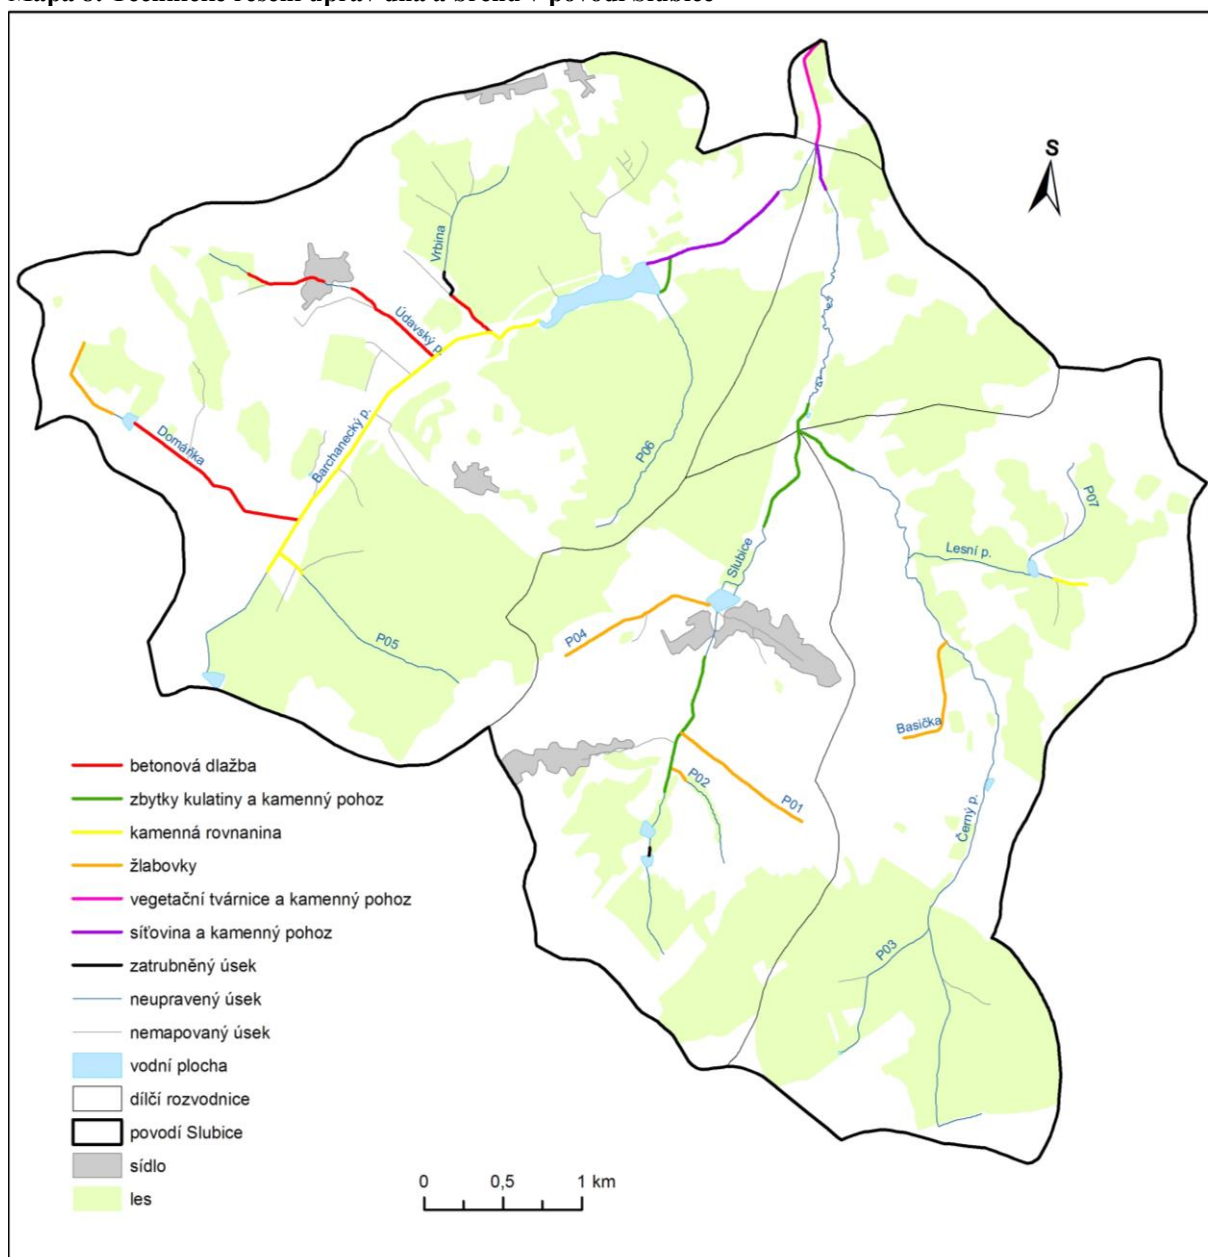 Mapa 8: Technické řešení úprav dna a břehů v povodí Slubice
S
Vrbina
Údavský p.
Domáňka
Barchanecký p.
P06
P07
Lesní p.
Slubice
P04
P05
Basička
P02
P01
Černý p.
P03
betonová dlažba
zbytky kulatiny a kamenný pohoz
kamenná rovnanina
žlabovky
vegetační tvárnice a kamenný pohoz
síťovina a kamenný pohoz
zatrubněný úsek
neupravený úsek
nemapovaný úsek
vodní plocha
dílčí rozvodnice
povodí Slubice
sídlo
les
0 0,5 1 km